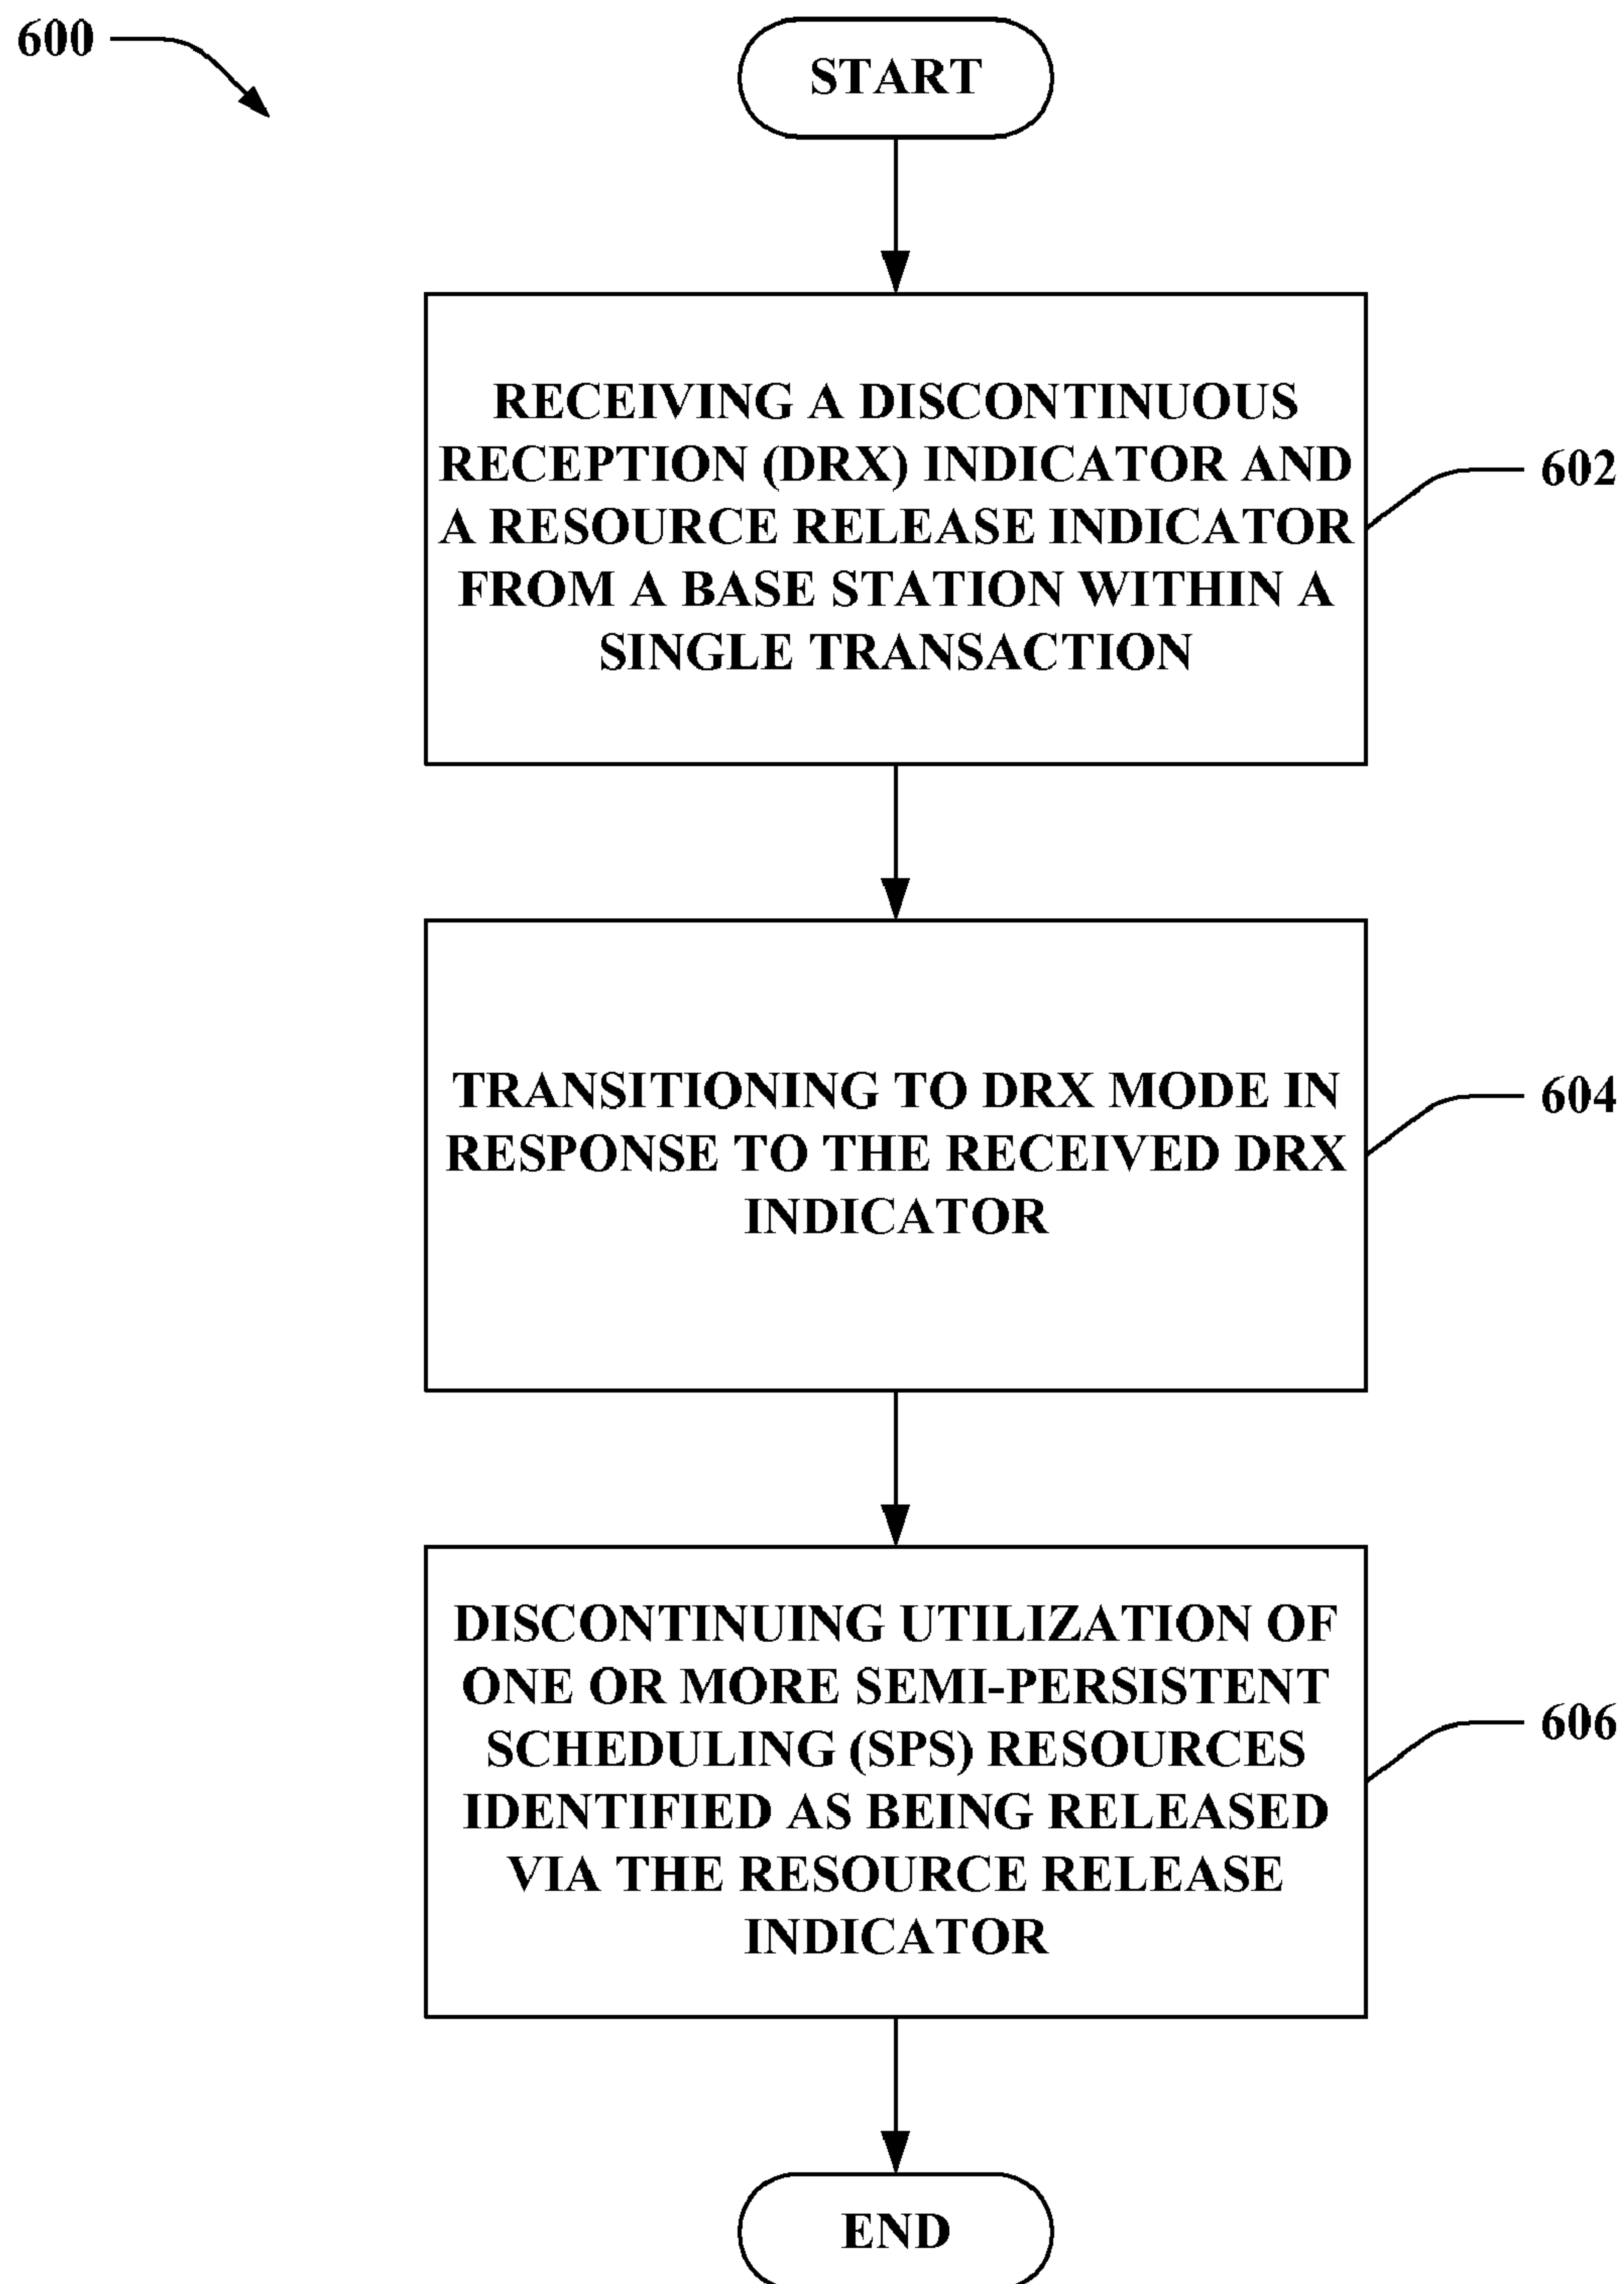 600
START
RECEIVING A DISCONTINUOUS
RECEPTION (DRX) INDICATOR AND
A RESOURCE RELEASE INDICATOR
FROM A BASE STATION WITHIN A
SINGLE TRANSACTION
602
TRANSITIONING TO DRX MODE IN
RESPONSE TO THE RECEIVED DRX
INDICATOR
604
DISCONTINUING UTILIZATION OF
ONE OR MORE SEMI-PERSISTENT
SCHEDULING (SPS) RESOURCES
IDENTIFIED AS BEING RELEASED
VIA THE RESOURCE RELEASE
INDICATOR
606
END